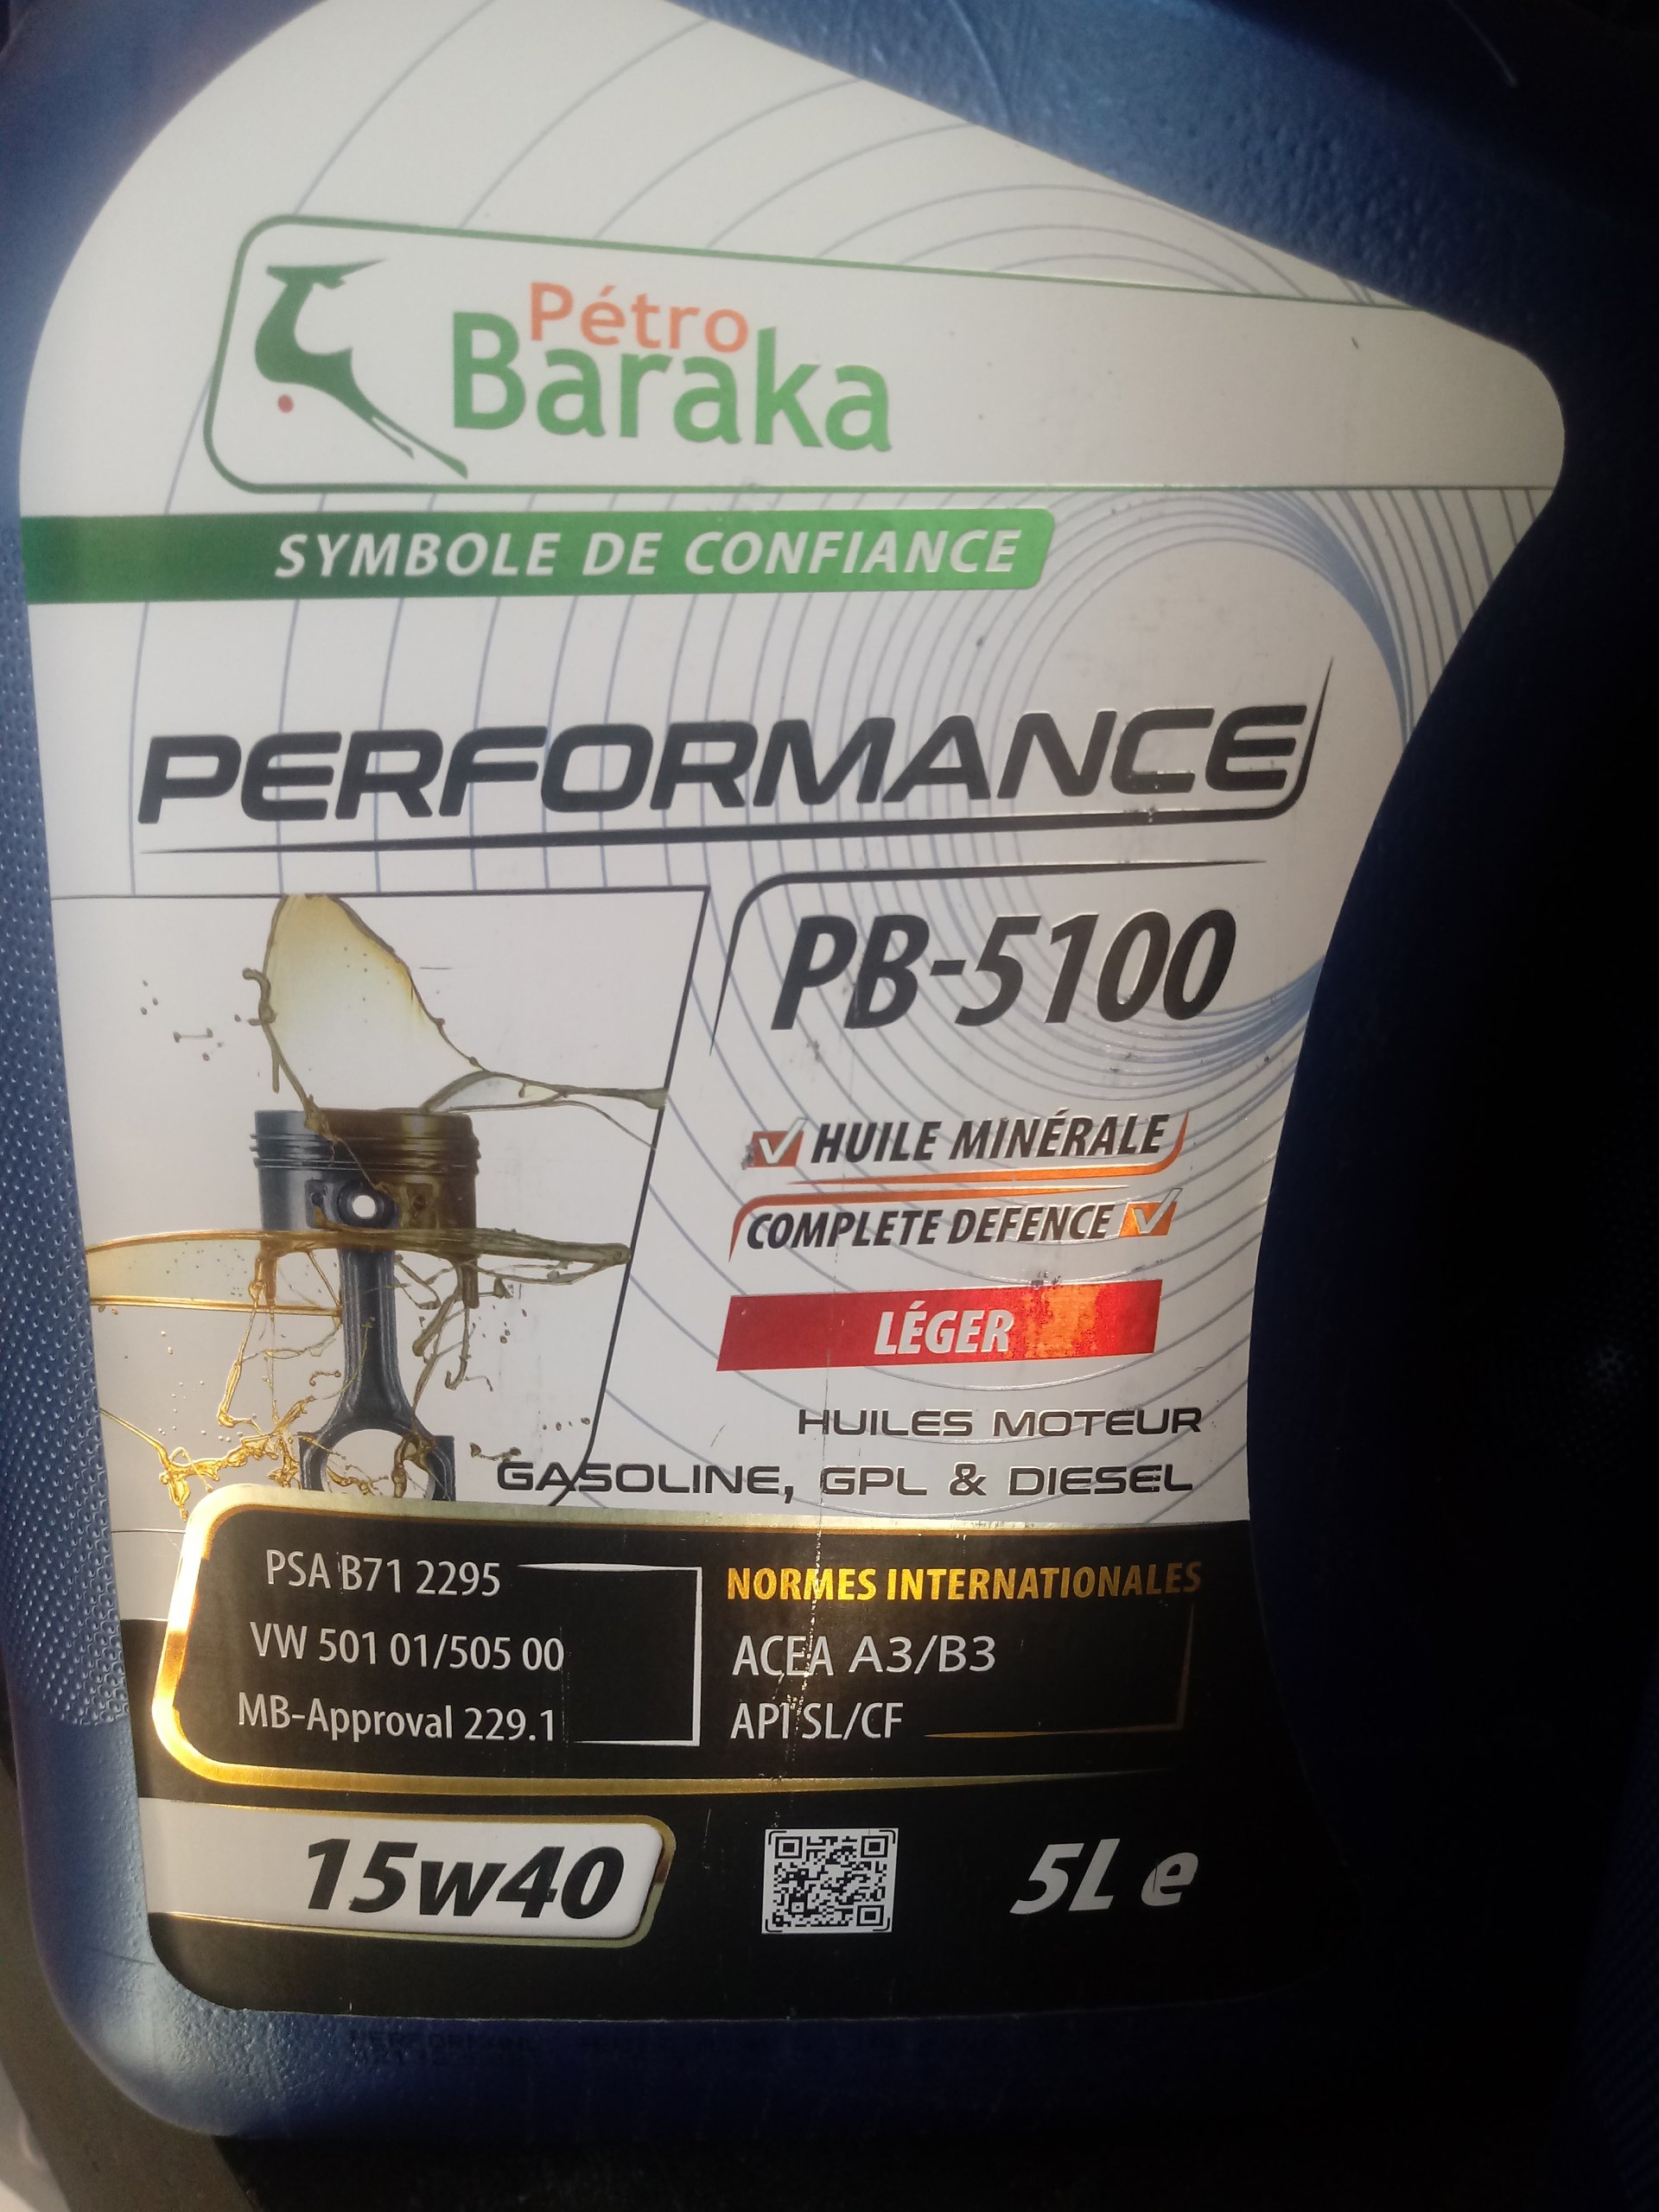 Pétro
Baraka
SYMBOLE DE CONFIANCE
PERFORMANCE
PB-5100
HUILE MINÉRALE
COMPLETE DEFENCE
LÉGER
HUILES MOTEUR
GASOLINE, GPL & DIESEL
PSA B71 2295
VW 501 01/505 00
MB-Approval 229.1
NORMES INTERNATIONALES
ACEA A3/B3
API SL/CF
15w40
5L e